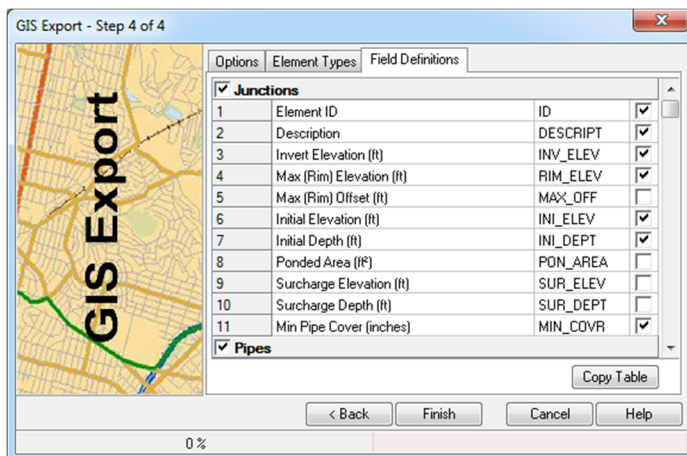 GIS Export - Step 4 of 4
GIS Export
Options Element Types Field Definitions
Junctions
1 Element ID ID
2 Description DESCRIPT
3 Invert Elevation (ft) INV_ELEV
4 Max (Rim) Elevation (ft) RIM_ELEV
5 Max (Rim) Offset (ft) MAX_OFF
6 Initial Elevation (ft) INI_ELEV
7 Initial Depth (ft) INI_DEPT
8 Ponded Area (ft²) PON_AREA
9 Surcharge Elevation (ft) SUR_ELEV
10 Surcharge Depth (ft) SUR_DEPT
11 Min Pipe Cover (inches) MIN_COVR
Pipes
Copy Table
< Back Finish Cancel Help
0 %